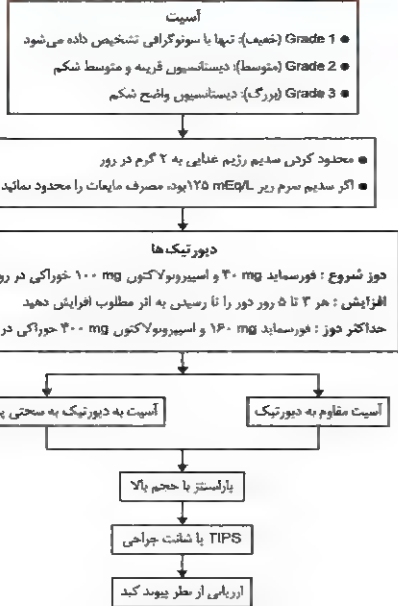 آسیت
● Grade 1 (خفیف): تنها با سونوگرافی تشخیص داده می‌شود
● Grade 2 (متوسط): دیستانسیون قرینه و متوسط شکم
● Grade 3 (بزرگ): دیستانسیون واضح شکم
● محدود کردن سدیم رژیم غذایی به ۲ گرم در روز
● اگر سدیم سرم زیر ۱۲۵ mEq/L بود، مصرف مایعات را محدود نمائید
دیورتیک‌ها
دوز شروع : فورسماید ۴۰ mg و اسپیرونولاکتون ۱۰۰ mg خوراکی در
افزایش : هر ۳ تا ۵ روز دوز را تا رسیدن به اثر مطلوب افزایش دهید
حداکثر دوز : فورسماید ۱۶۰ mg و اسپیرونولاکتون ۴۰۰ mg خوراکی در
آسیت مقاوم به دیورتیک
آسیت به دیورتیک به سختی
پاراسنتز با حجم بالا
TIPS یا شانت جراحی
ارزیابی از نظر پیوند کبد